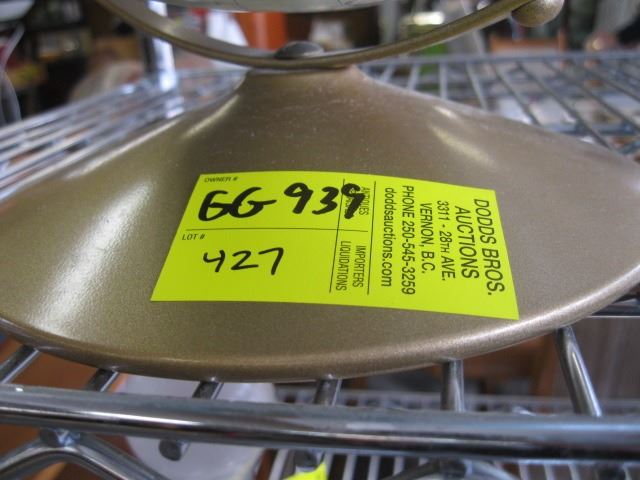 OWNER #
GG 939
LOT #
427
ANTIQUES
IMPORTERS
LIQUIDATIONS
DODDS BROS.
AUCTIONS
3311 - 28TH AVE.
VERNON, B.C.
PHONE 250-545-3259
doddsauctions.com